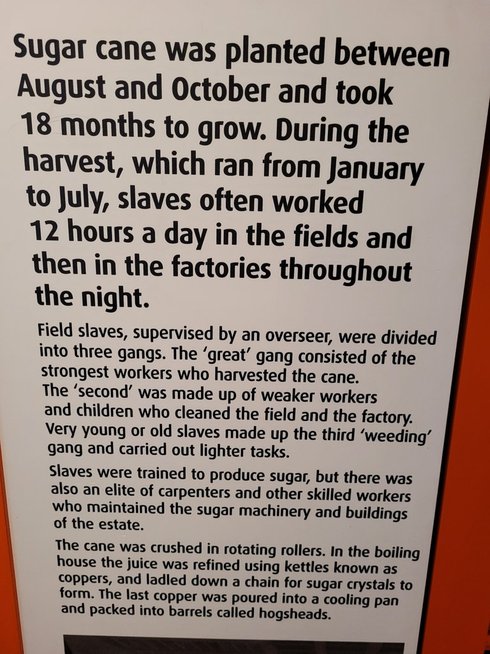 Sugar cane was planted between
August and October and took
18 months to grow. During the
harvest, which ran from January
to July, slaves often worked
12 hours a day in the fields and
then in the factories throughout
the night.
Field slaves, supervised by an overseer, were divided
into three gangs. The ‘great’ gang consisted of the
strongest workers who harvested the cane.
The ‘second’ was made up of weaker workers
and children who cleaned the field and the factory.
Very young or old slaves made up the third ‘weeding’
gang and carried out lighter tasks.
Slaves were trained to produce sugar, but there was
also an elite of carpenters and other skilled workers
who maintained the sugar machinery and buildings
of the estate.
The cane was crushed in rotating rollers. In the boiling
house the juice was refined using kettles known as
coppers, and ladled down a chain for sugar crystals to
form. The last copper was poured into a cooling pan
and packed into barrels called hogsheads.